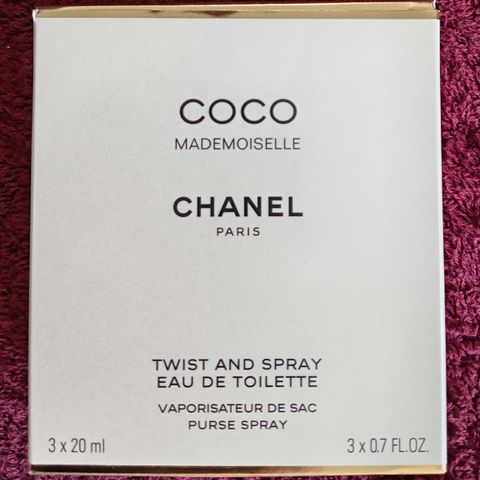 COCO
MADEMOISELLE
CHANEL
PARIS
TWIST AND SPRAY
EAU DE TOILETTE
VAPORISATEUR DE SAC
PURSE SPRAY
3 x 20 ml 3 x 0.7 FL.OZ.